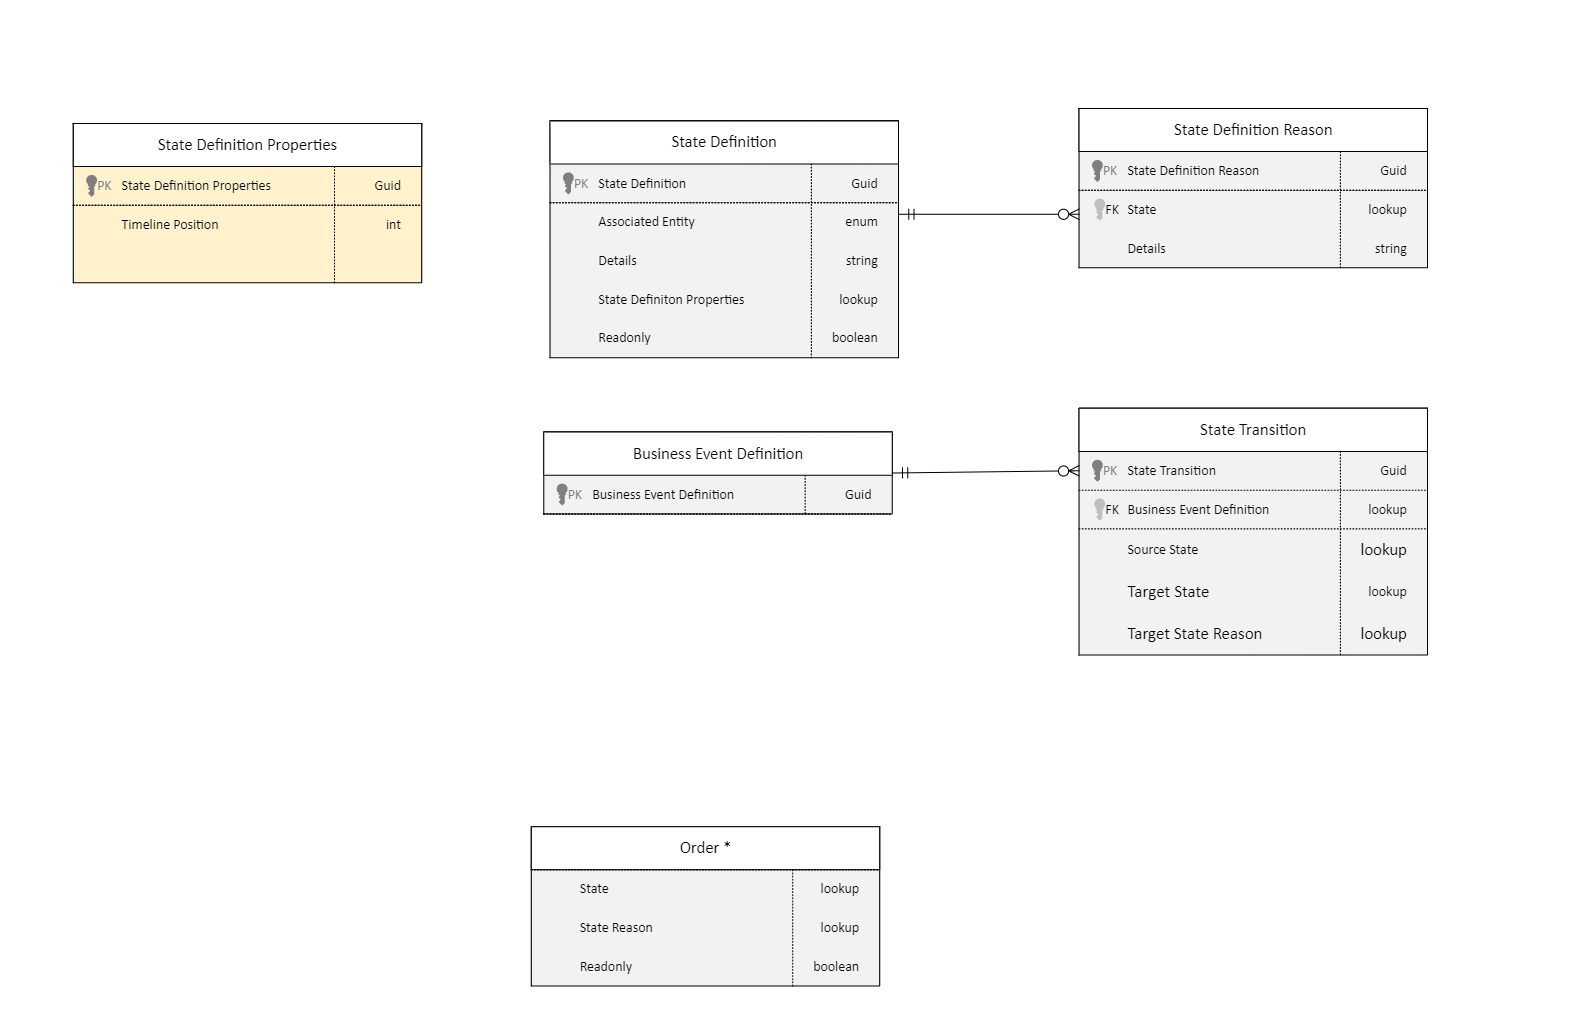 State Definition Properties
PK State Definition Properties Guid
Timeline Position int
State Definition
PK State Definition Guid
Associated Entity enum
Details string
State Definiton Properties lookup
Readonly boolean
State Definition Reason
PK State Definition Reason Guid
FK State lookup
Details string
Business Event Definition
PK Business Event Definition Guid
State Transition
PK State Transition Guid
FK Business Event Definition lookup
Source State lookup
Target State lookup
Target State Reason lookup
Order *
State lookup
State Reason lookup
Readonly boolean